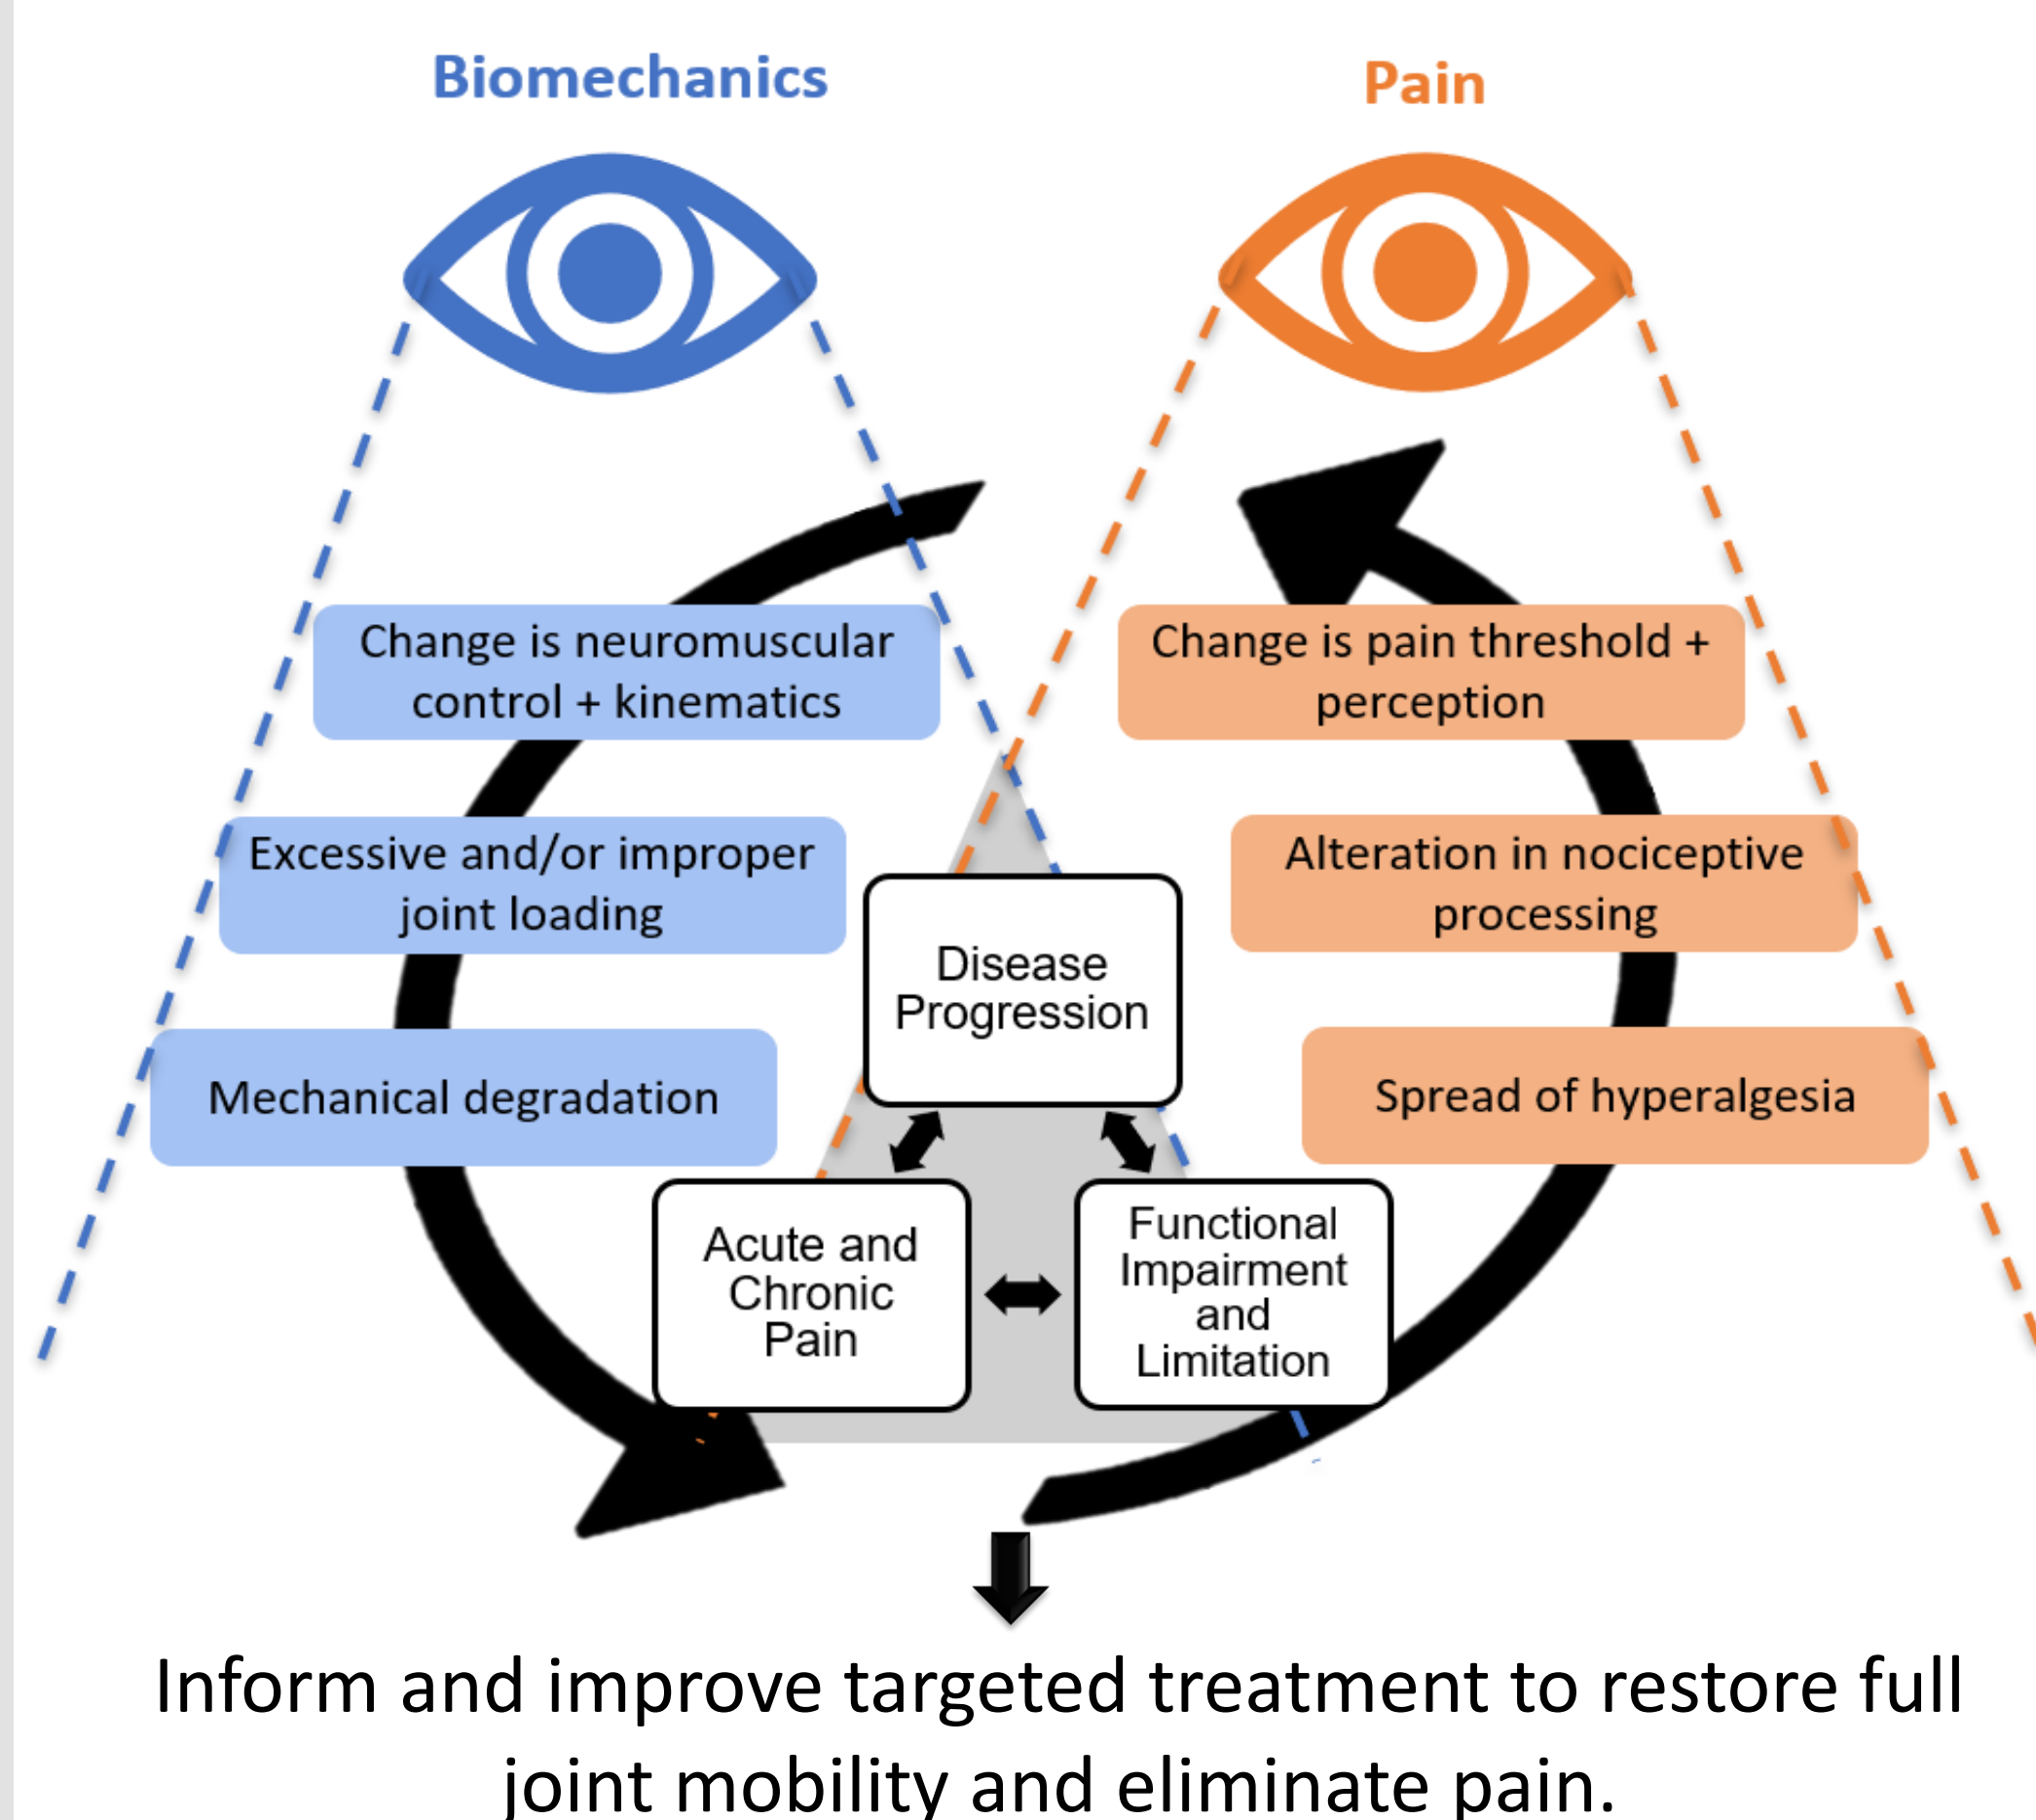 Biomechanics
Pain
Change is neuromuscular
control + kinematics
Change is pain threshold +
perception
Excessive and/or improper
joint loading
Alteration in nociceptive
processing
Disease
Progression
Mechanical degradation
Spread of hyperalgesia
Acute and
Chronic
Pain
Functional
Impairment
and
Limitation
Inform and improve targeted treatment to restore full
joint mobility and eliminate pain.